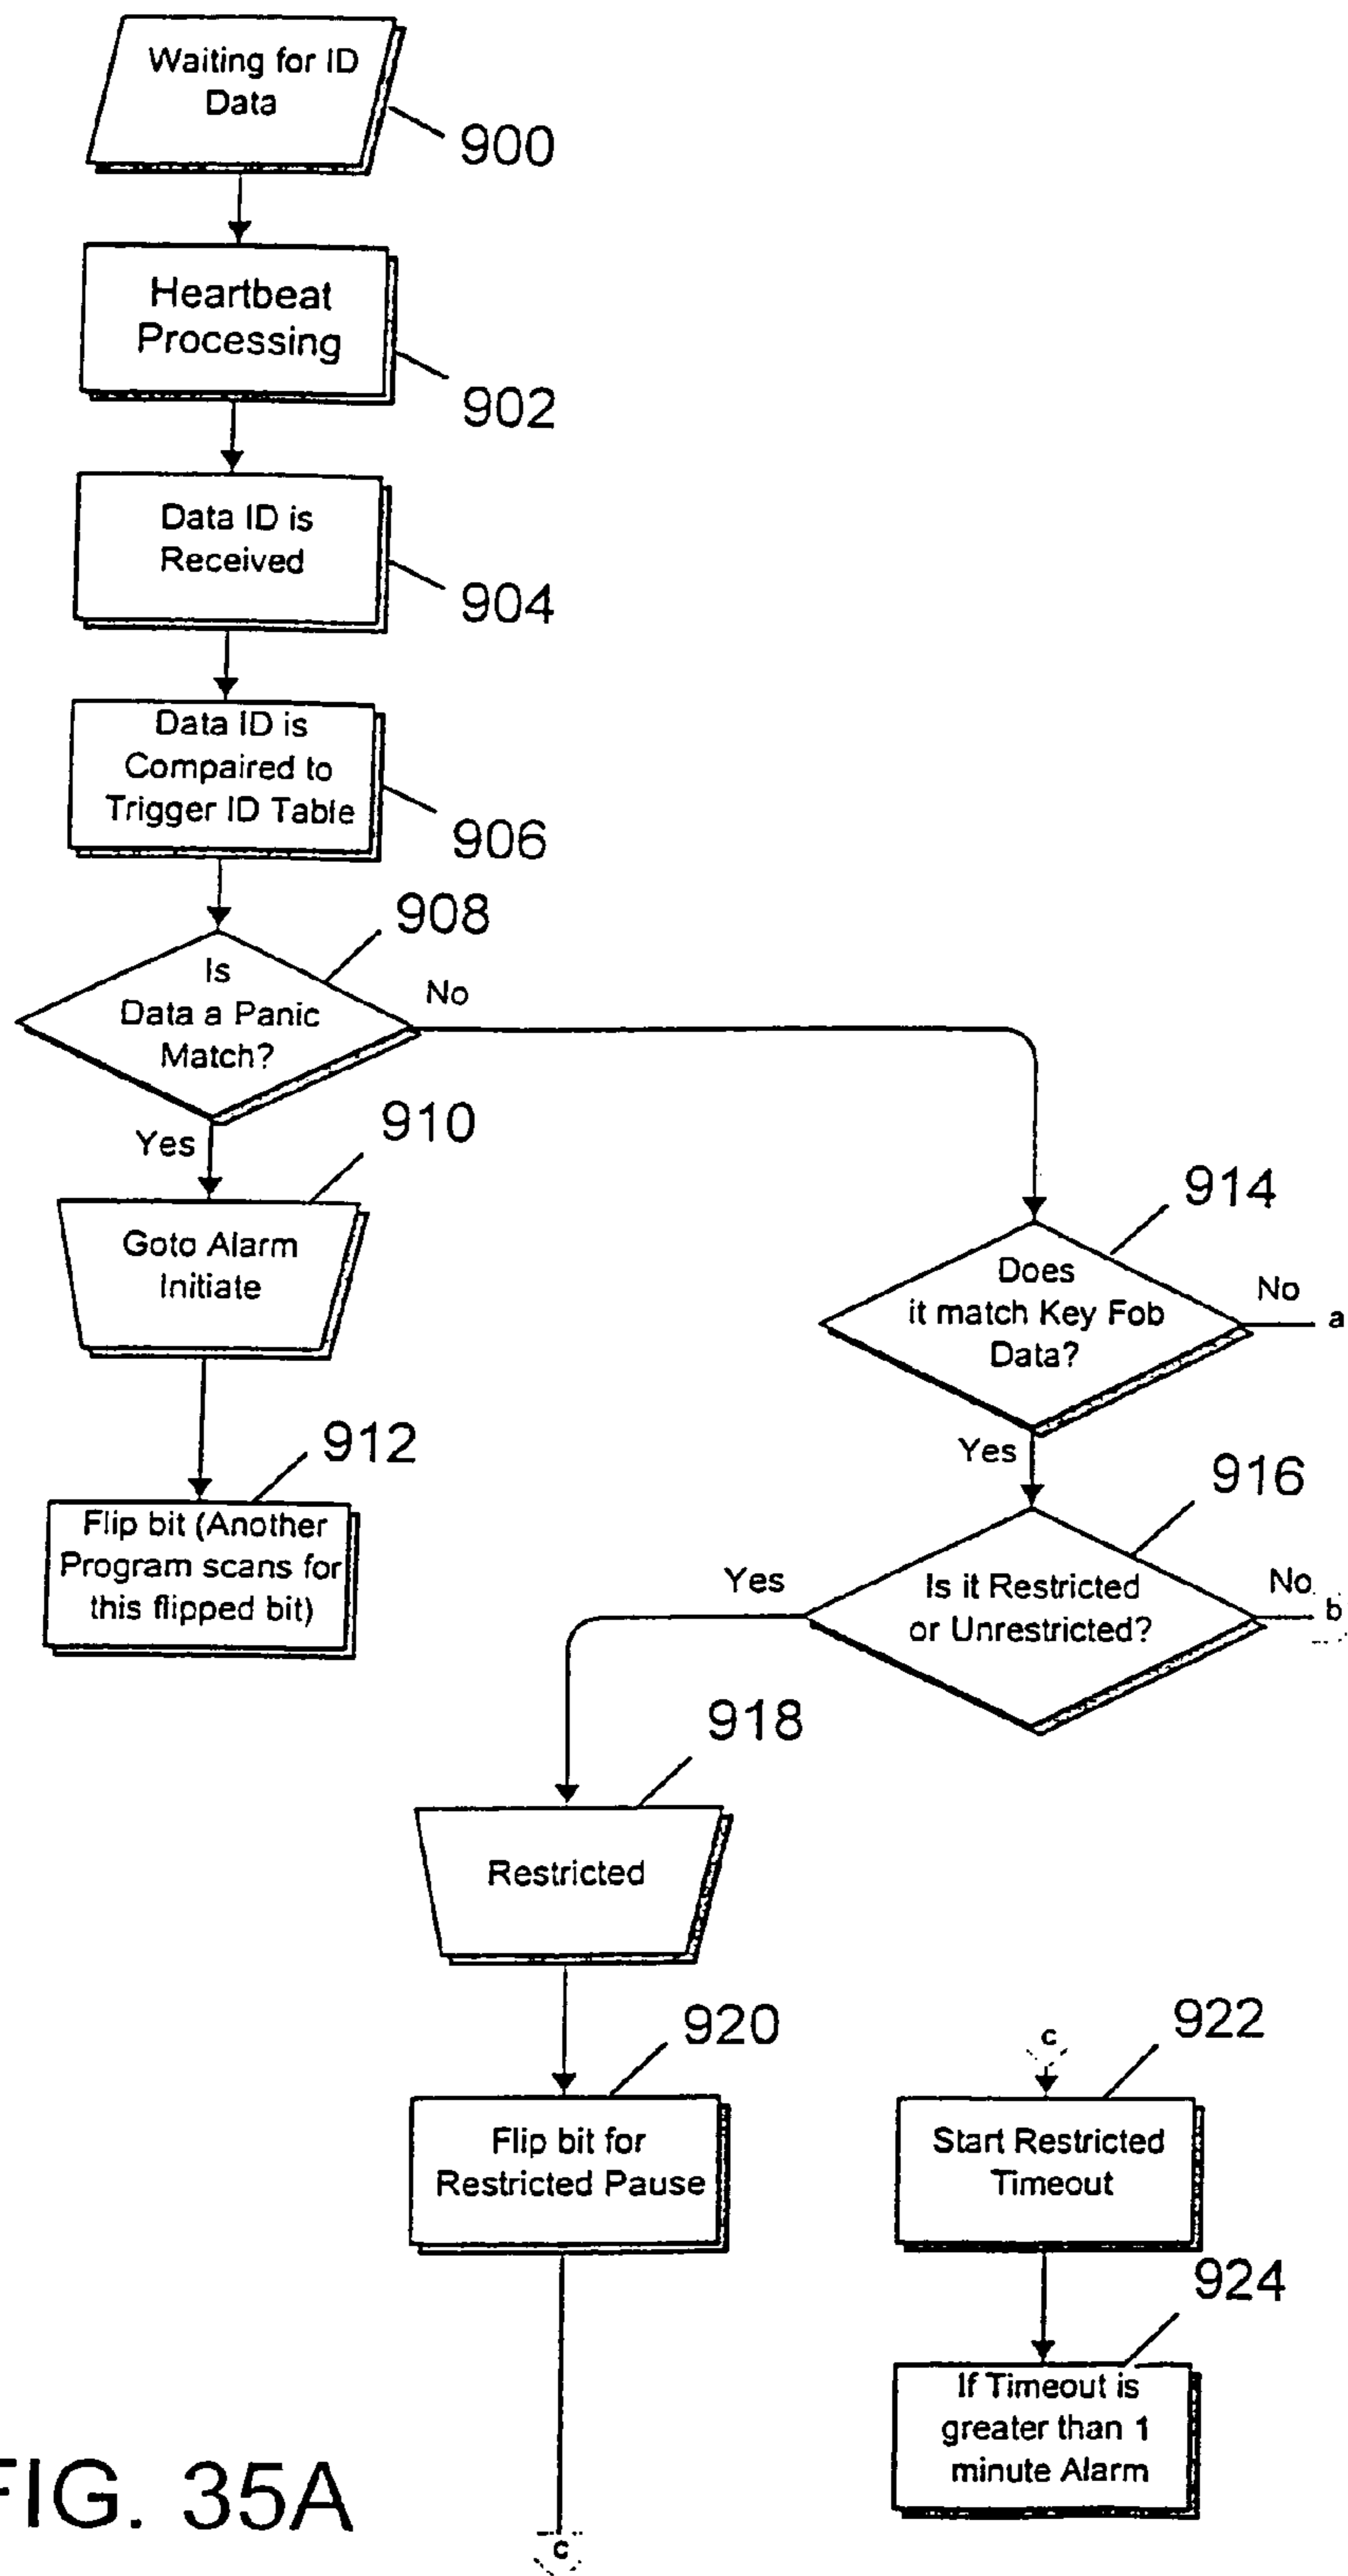 Waiting for ID
Data
900
Heartbeat
Processing
902
Data ID is
Received
904
Data ID is
Compaired to
Trigger ID Table
906
908
Is
Data a Panic
Match?
No
Yes
910
Goto Alarm
Initiate
912
Flip bit (Another
Program scans for
this flipped bit)
914
Does
it match Key Fob
Data?
No
a
Yes
916
Is it Restricted
or Unrestricted?
Yes
No
b
918
Restricted
920
Flip bit for
Restricted Pause
c
c
922
Start Restricted
Timeout
924
If Timeout is
greater than 1
minute Alarm
FIG. 35A